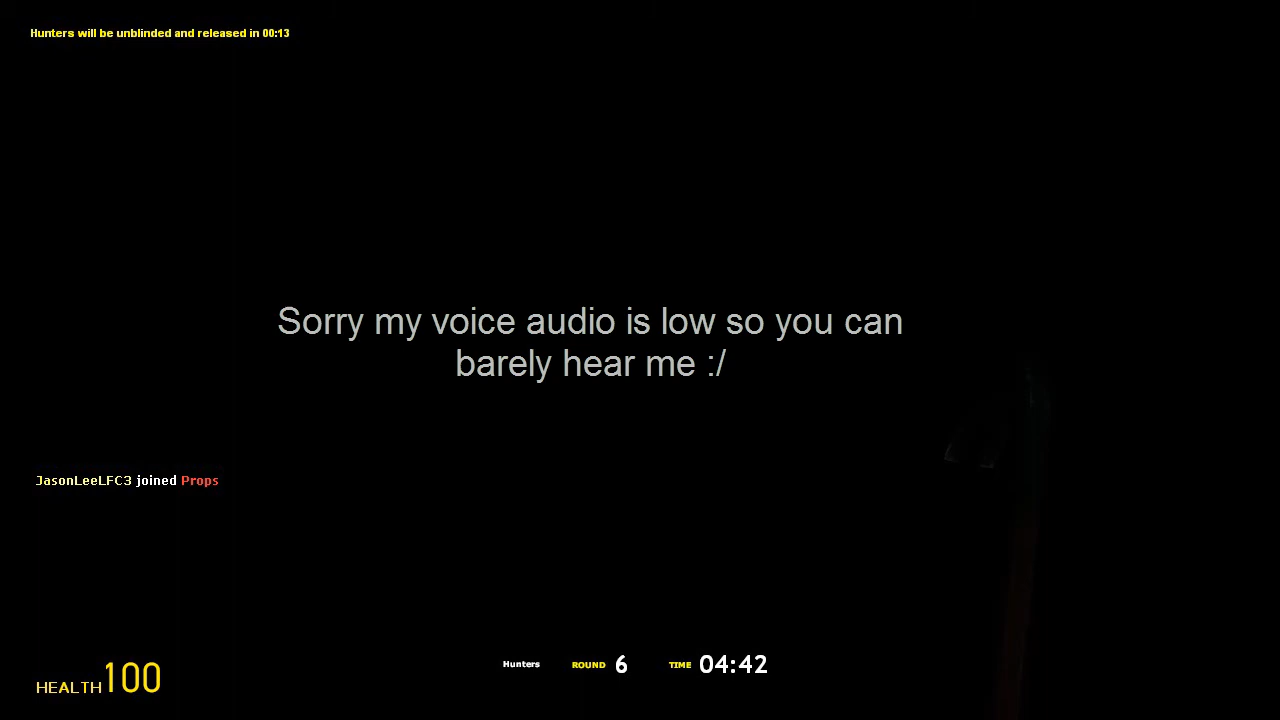 Hunters will be unblinded and released in 00:13
Sorry my voice audio is low so you can
barely hear me :/
JasonLeeLFC3 joined Props
HEALTH 100
Hunters ROUND 6 TIME 04:42